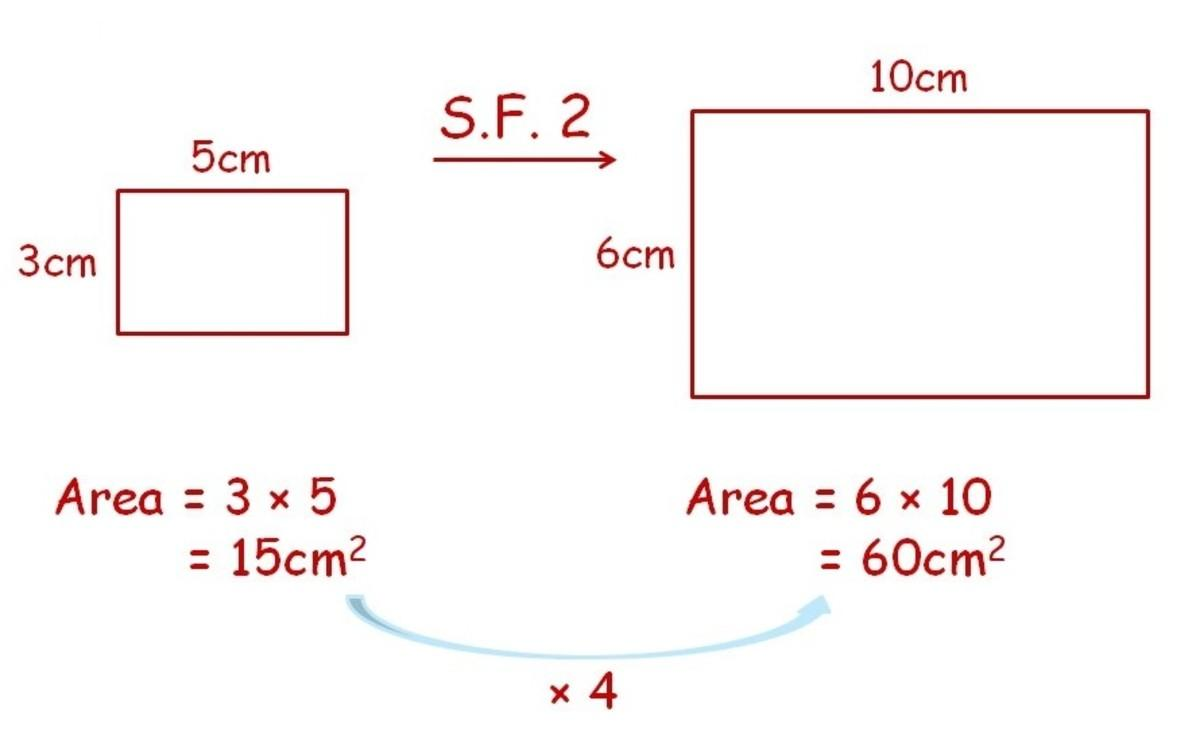 5cm
3cm
S.F. 2
10cm
6cm
Area = 3 × 5
= 15cm²
Area = 6 × 10
= 60cm²
× 4